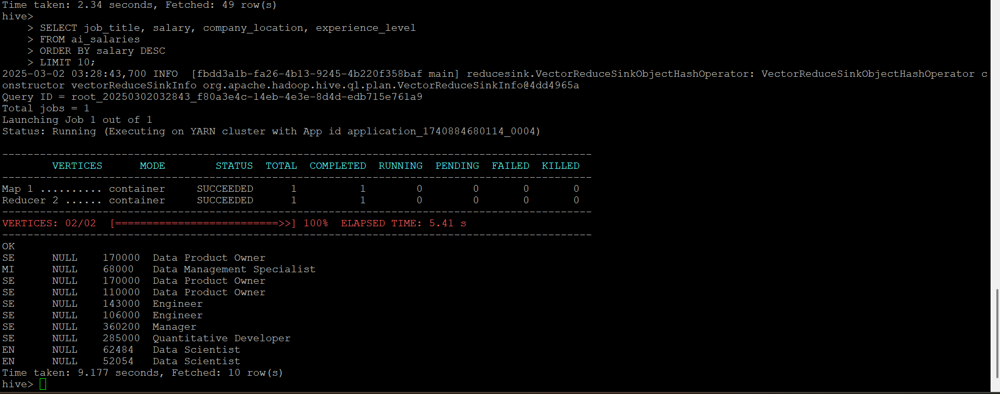 Time taken: 2.34 seconds, Fetched: 49 row(s)
hive>
    > SELECT job_title, salary, company_location, experience_level
    > FROM ai_salaries
    > ORDER BY salary DESC
    > LIMIT 10;
2025-03-02 03:28:43,700 INFO  [fbdd3a1b-fa26-4b13-9245-4b220f358baf main] reducesink.VectorReduceSinkObjectHashOperator: VectorReduceSinkObjectHashOperator c
onstructor vectorReduceSinkInfo org.apache.hadoop.hive.ql.plan.VectorReduceSinkInfo@4dd4965a
Query ID = root_20250302032843_f80a3e4c-14eb-4e3e-8d4d-edb715e761a9
Total jobs = 1
Launching Job 1 out of 1
Status: Running (Executing on YARN cluster with App id application_1740884680114_0004)

----------------------------------------------------------------------------------------------
        VERTICES      MODE        STATUS  TOTAL  COMPLETED  RUNNING  PENDING  FAILED  KILLED
----------------------------------------------------------------------------------------------
Map 1 .......... container     SUCCEEDED      1          1        0        0       0       0
Reducer 2 ...... container     SUCCEEDED      1          1        0        0       0       0
----------------------------------------------------------------------------------------------
VERTICES: 02/02  [==========================>>] 100%  ELAPSED TIME: 5.41 s
----------------------------------------------------------------------------------------------
OK
SE      NULL    170000  Data Product Owner
MI      NULL    68000   Data Management Specialist
SE      NULL    170000  Data Product Owner
SE      NULL    110000  Data Product Owner
SE      NULL    143000  Engineer
SE      NULL    106000  Engineer
SE      NULL    360200  Manager
SE      NULL    285000  Quantitative Developer
EN      NULL    62484   Data Scientist
EN      NULL    52054   Data Scientist
Time taken: 9.177 seconds, Fetched: 10 row(s)
hive>